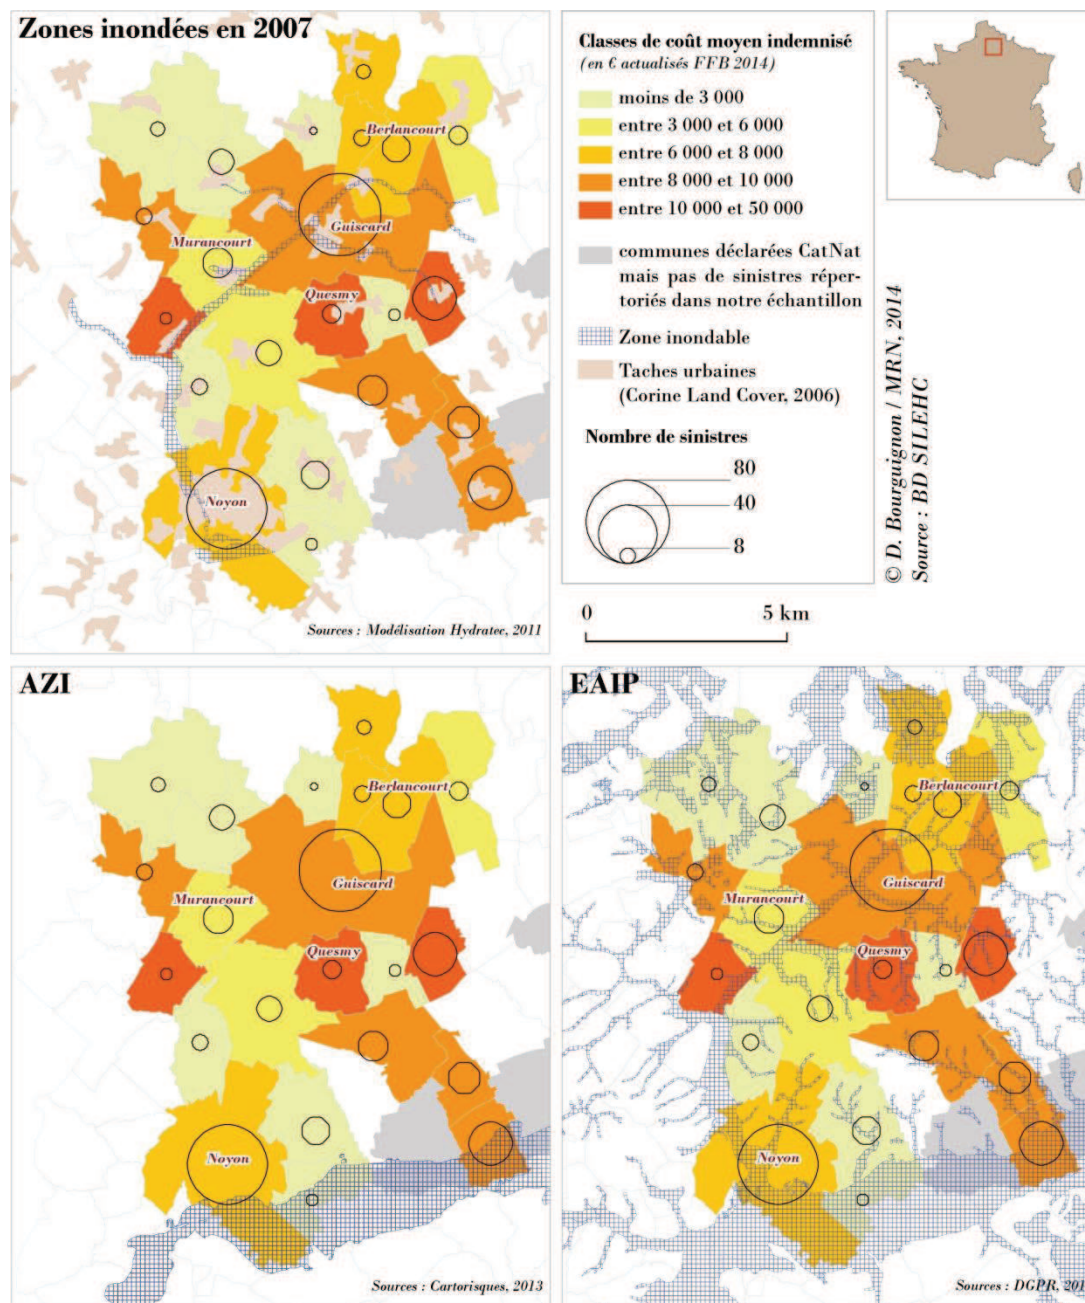 Zones inondées en 2007
Berlancourt
Guiscard
Murancourt
Quesmy
Noyon
Sources : Modélisation Hydratec, 2011
Classes de coût moyen indemnisé
(en € actualisés FFB 2014)
moins de 3 000
entre 3 000 et 6 000
entre 6 000 et 8 000
entre 8 000 et 10 000
entre 10 000 et 50 000
communes déclarées CatNat
mais pas de sinistres réper-
toriés dans notre échantillon
Zone inondable
Taches urbaines
(Corine Land Cover, 2006)
Nombre de sinistres
80
40
8
0 5 km
© D. Bourguignon / MRN, 2014
Source : BD SILEHC
AZI
Berlancourt
Guiscard
Murancourt
Quesmy
Noyon
Sources : Cartorisques, 2013
EAIP
Berlancourt
Guiscard
Murancourt
Quesmy
Noyon
Sources : DGPR,